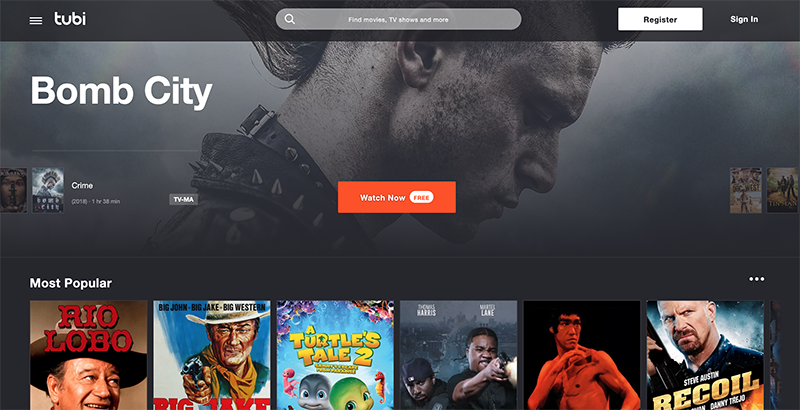 tubi
Find movies, TV shows and more
Register
Sign In
Bomb City
Crime
(2018) · 1 hr 38 min
TV-MA
Watch Now FREE
BIG WEST
Most Popular
RIO
LOBO
BIG JOHN · BIG JAKE · BIG WESTERN
BIG JAKE
A
TURTLE'S
TALE 2
THOMAS
HARRIS
MARTEL
LANE
STEVE AUSTIN
RECOIL
DANNY TREJO